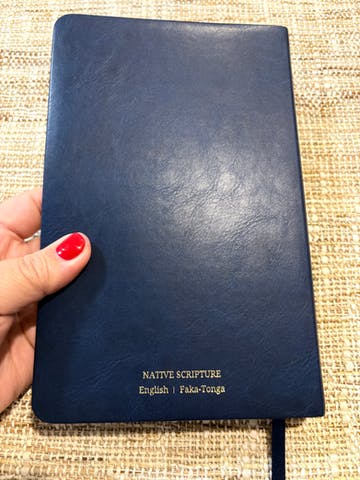 NATIVE SCRIPTURE
English | Faka-Tonga